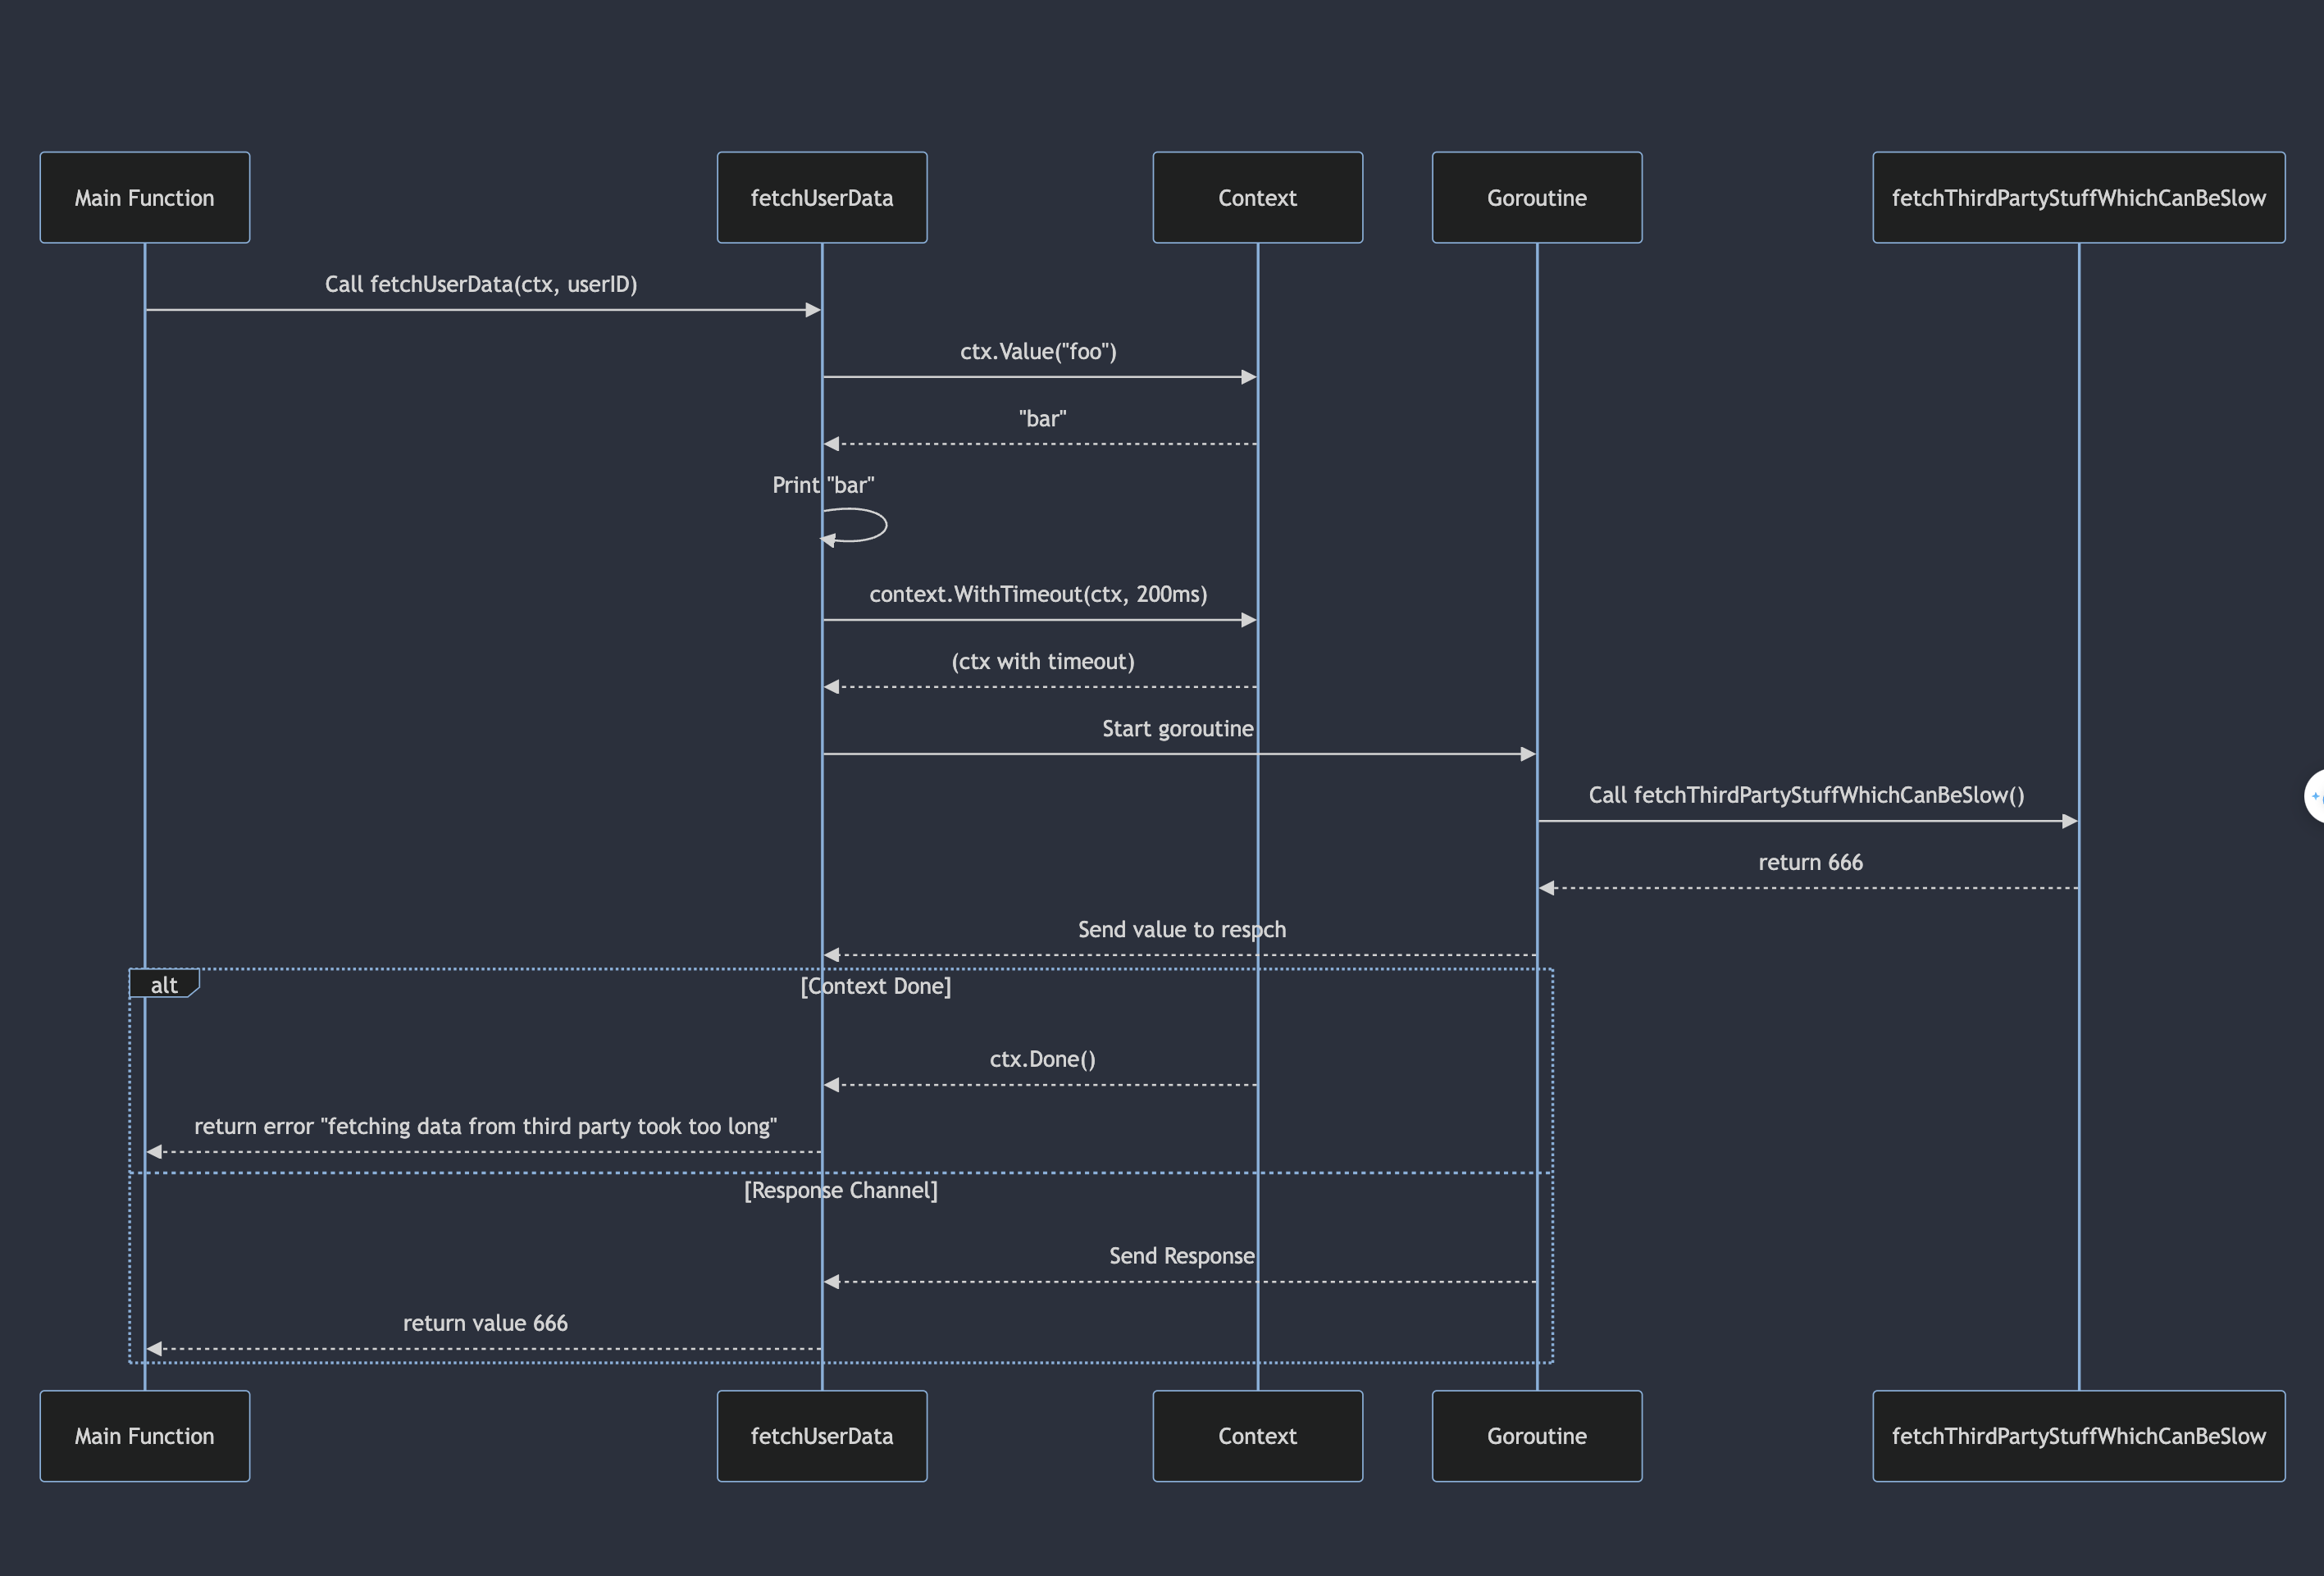 Main Function
fetchUserData
Context
Goroutine
fetchThirdPartyStuffWhichCanBeSlow
Call fetchUserData(ctx, userID)
ctx.Value("foo")
"bar"
Print "bar"
context.WithTimeout(ctx, 200ms)
(ctx with timeout)
Start goroutine
Call fetchThirdPartyStuffWhichCanBeSlow()
return 666
Send value to respch
alt
[Context Done]
ctx.Done()
return error "fetching data from third party took too long"
[Response Channel]
Send Response
return value 666
Main Function
fetchUserData
Context
Goroutine
fetchThirdPartyStuffWhichCanBeSlow